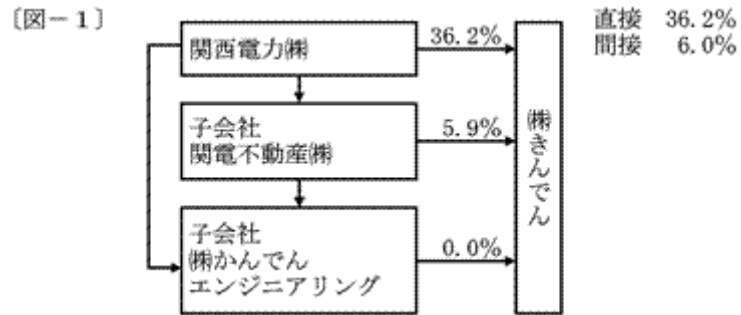 〔図－１〕
直接　36.2%
間接　6.0%
関西電力㈱
36.2%
子会社
関電不動産㈱
5.9%
㈱きんでん
子会社
㈱かんでん
エンジニアリング
0.0%